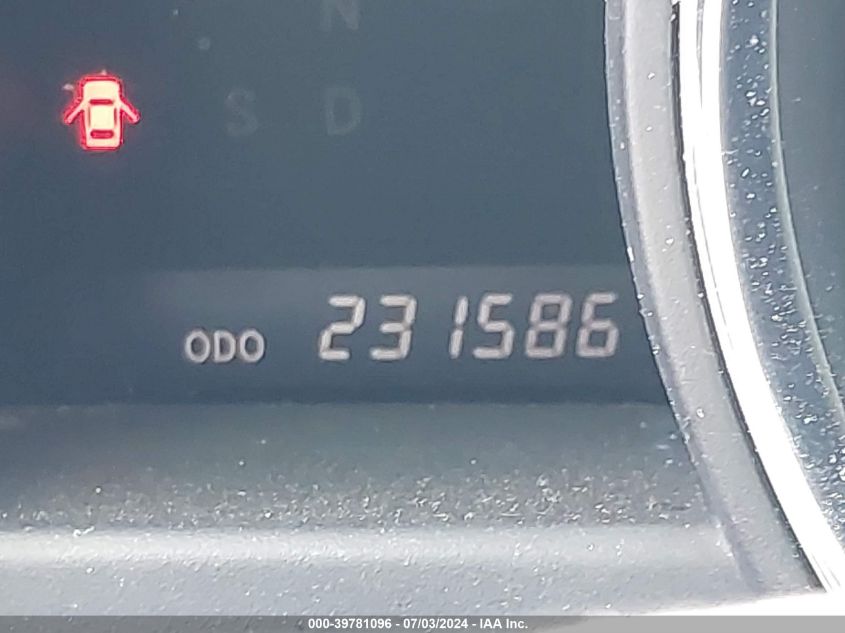 N
S D
ODO 231586
000-39781096 - 07/03/2024 - IAA Inc.